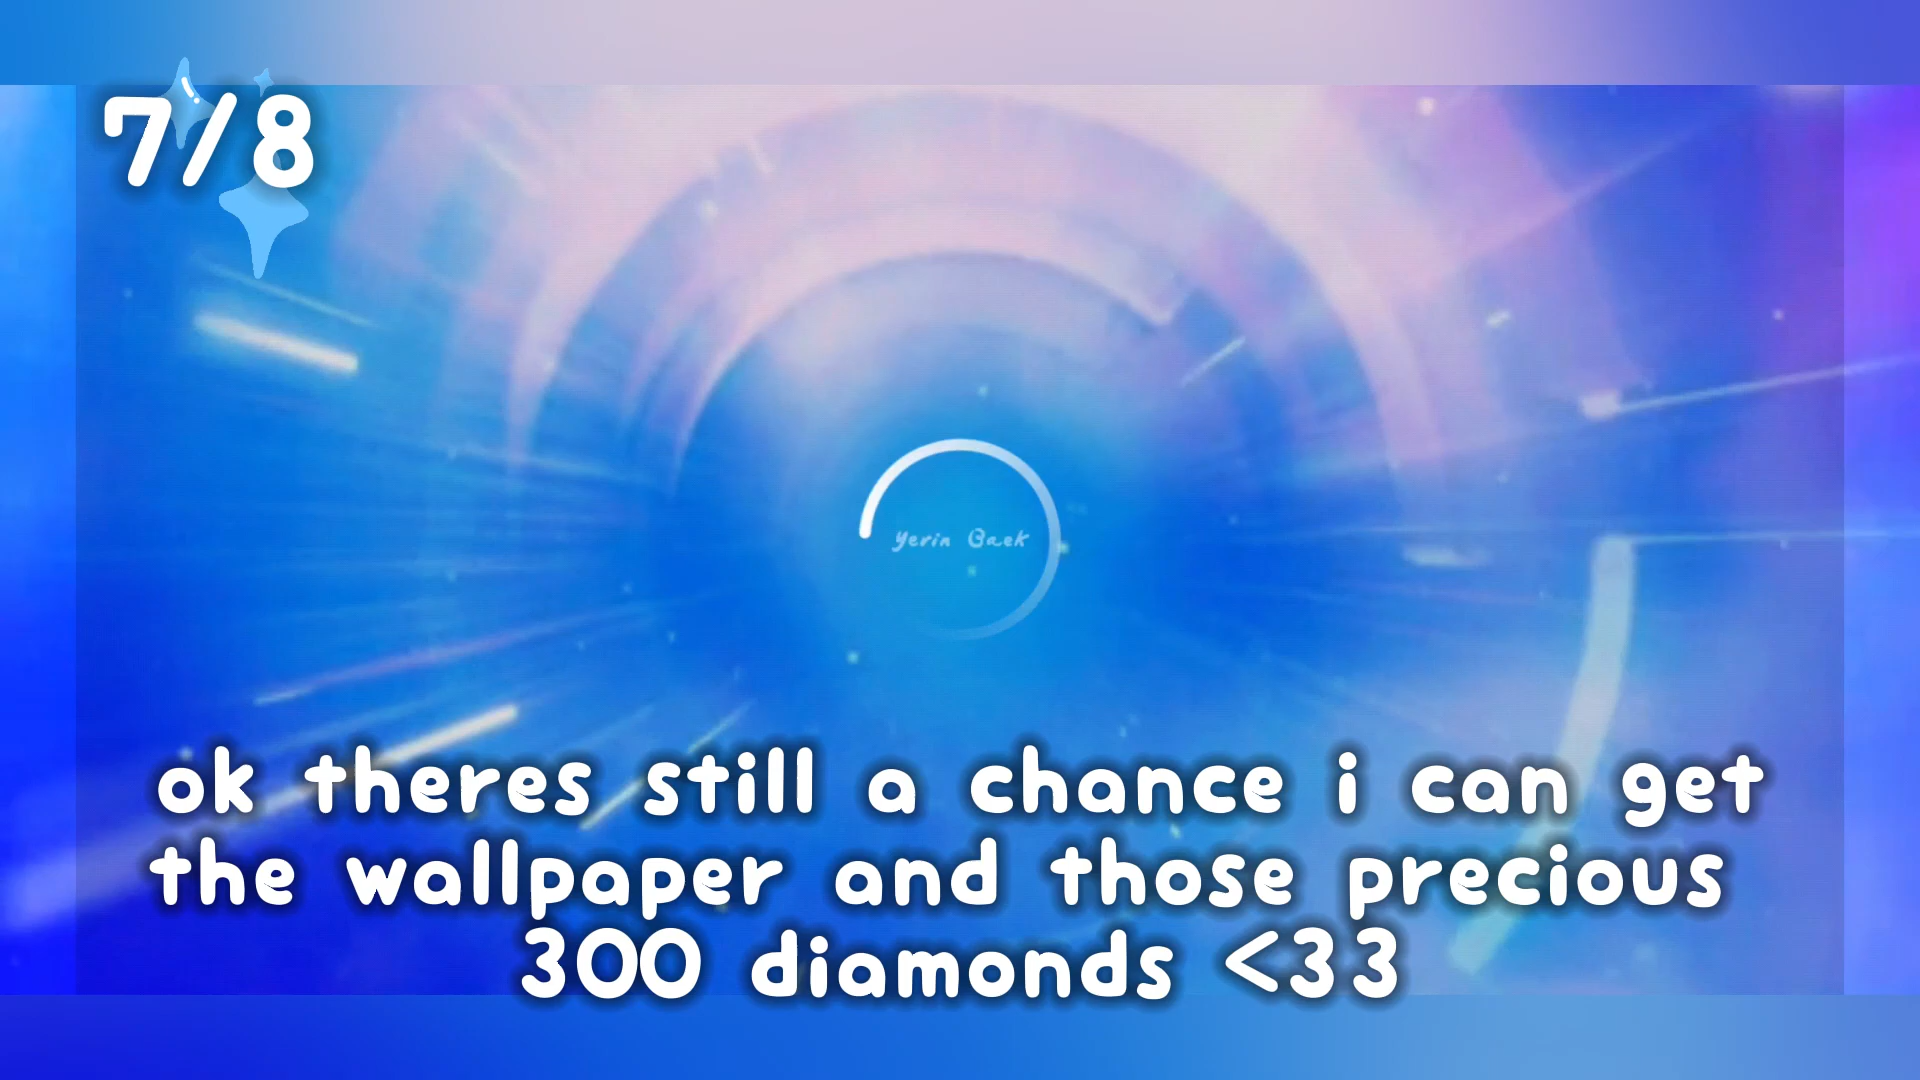 7/8
Yerin Baek
ok theres still a chance i can get
the wallpaper and those precious
300 diamonds <33